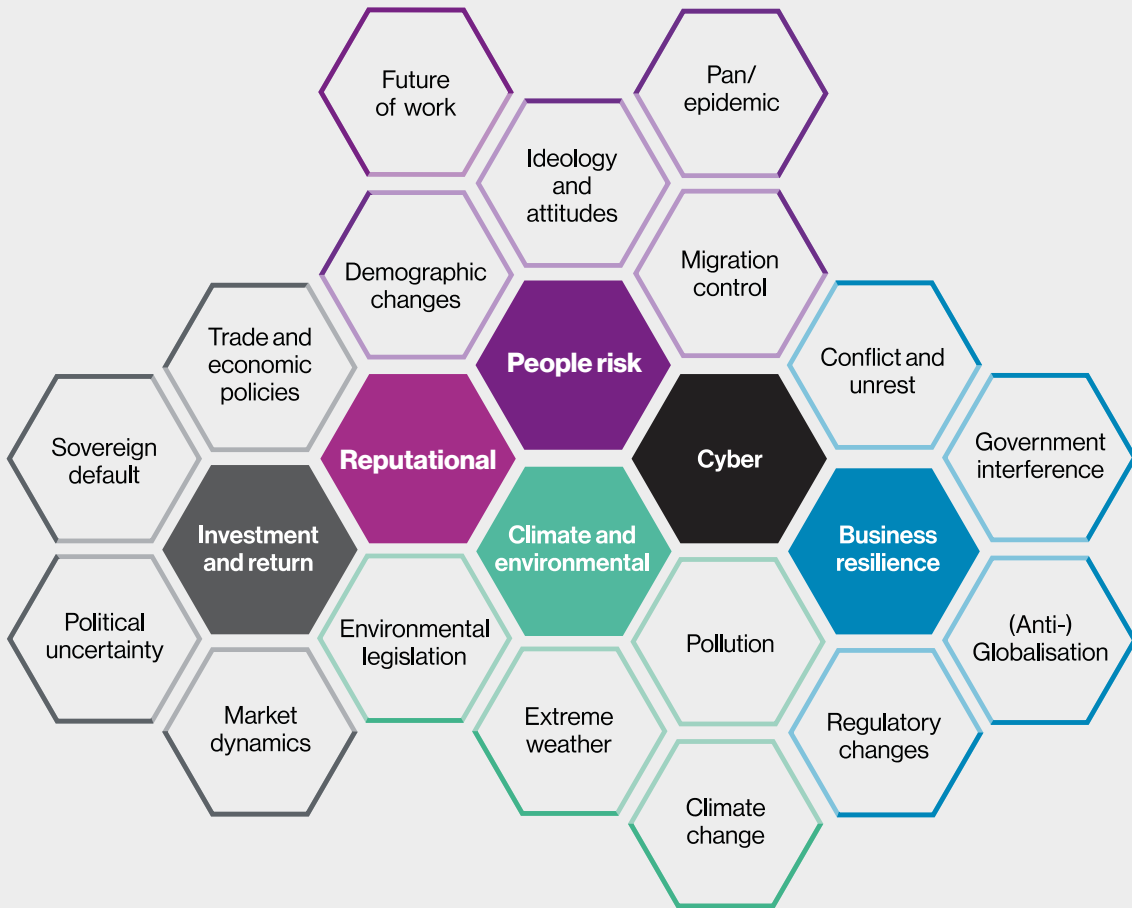 Future
of work
Pan/
epidemic
Ideology
and
attitudes
Demographic
changes
Migration
control
Trade and
economic
policies
People risk
Conflict and
unrest
Sovereign
default
Reputational
Cyber
Government
interference
Investment
and return
Climate and
environmental
Business
resilience
Political
uncertainty
Environmental
legislation
Pollution
(Anti-)
Globalisation
Market
dynamics
Extreme
weather
Regulatory
changes
Climate
change